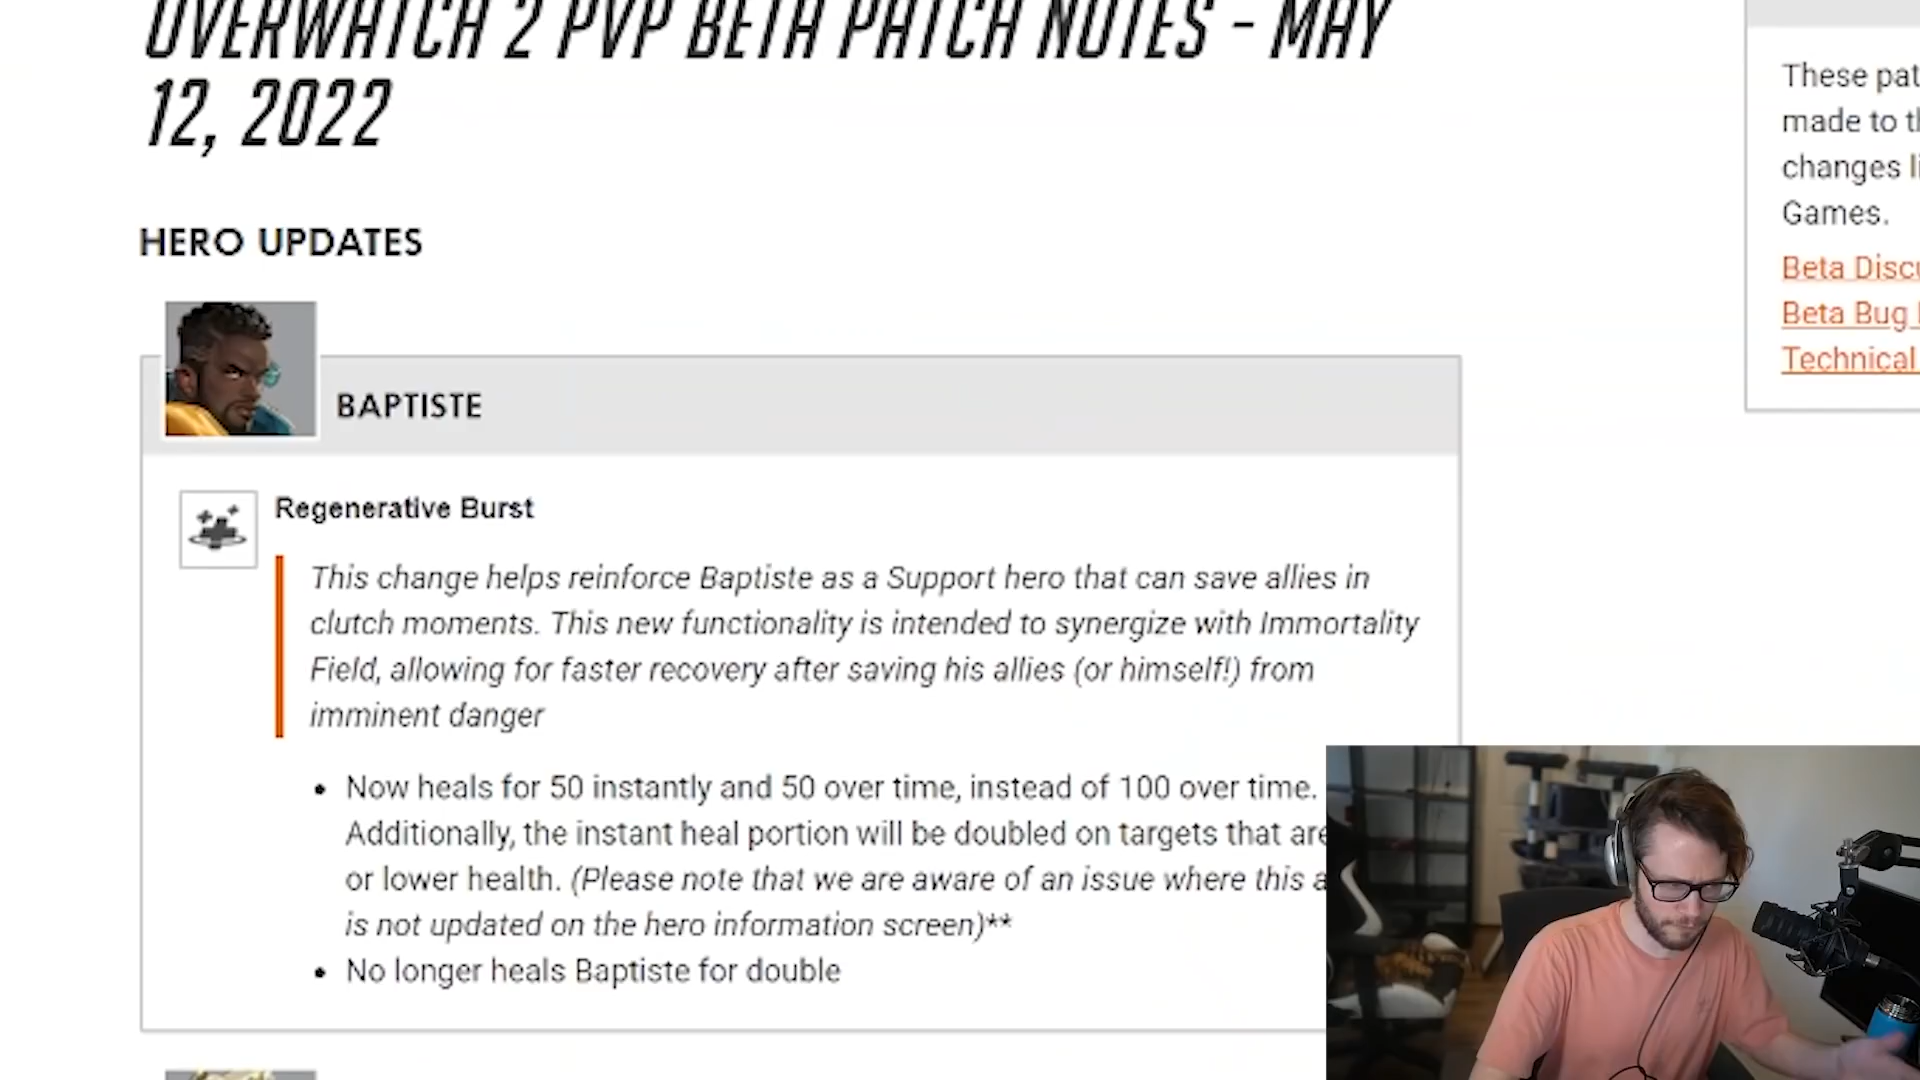 OVERWATCH 2 PVP BETA PATCH NOTES - MAY
12, 2022
HERO UPDATES
BAPTISTE
Regenerative Burst
This change helps reinforce Baptiste as a Support hero that can save allies in
clutch moments. This new functionality is intended to synergize with Immortality
Field, allowing for faster recovery after saving his allies (or himself!) from
imminent danger
• Now heals for 50 instantly and 50 over time, instead of 100 over time.
Additionally, the instant heal portion will be doubled on targets that are
or lower health. (Please note that we are aware of an issue where this a
is not updated on the hero information screen)**
• No longer heals Baptiste for double
These pat
made to th
changes li
Games.
Beta Discu
Beta Bug
Technical